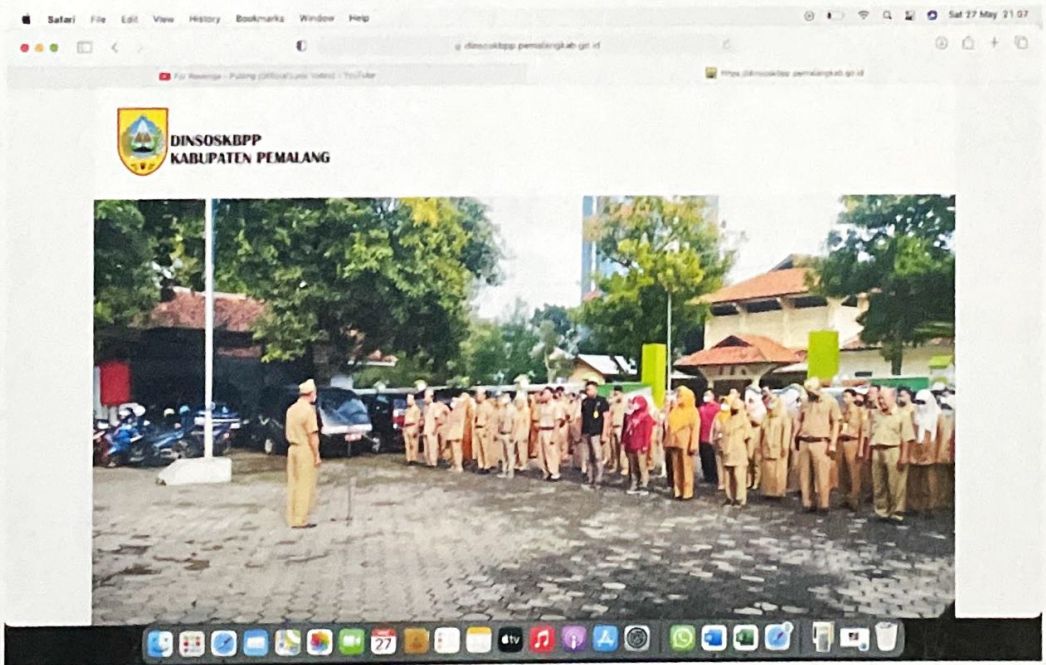 Safari File Edit View History Bookmarks Window Help
Sat 27 May 21.07
dinsoskbpp.pemalangkab.go.id
For Revenge - Pulang (Official Lyric Video) - YouTube
https://dinsoskbpp.pemalangkab.go.id
DINSOSKBPP
KABUPATEN PEMALANG
27
tv